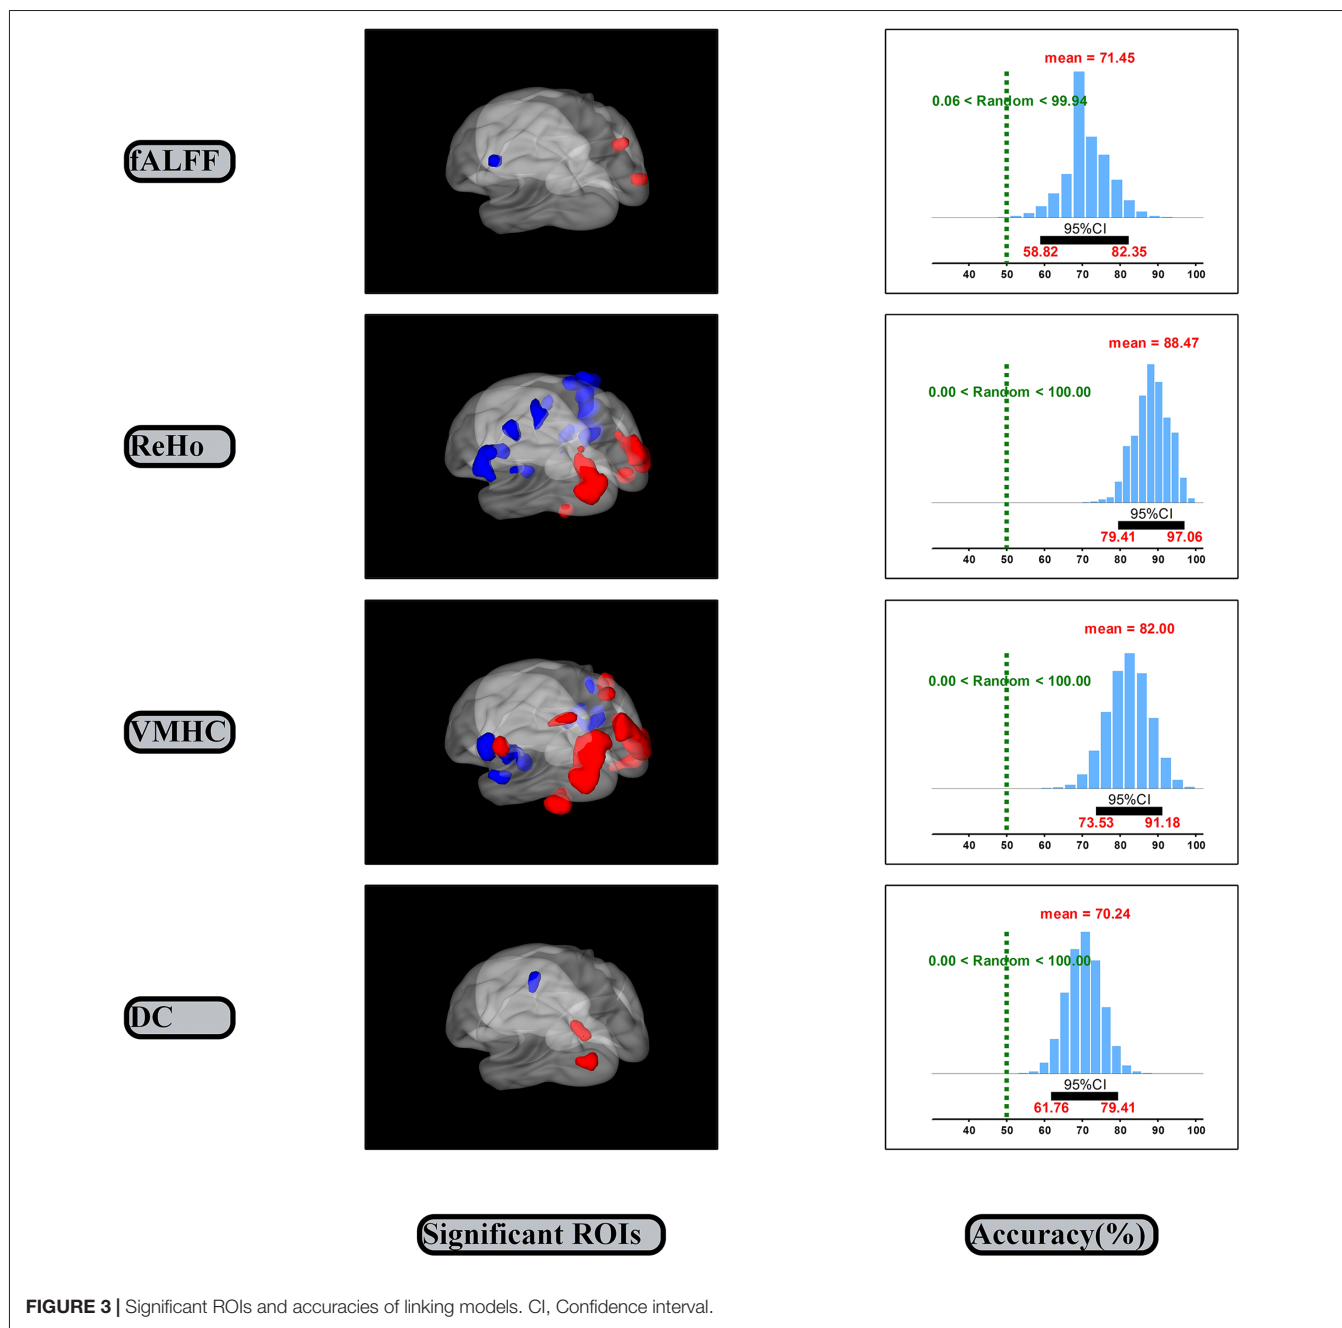 fALFF
mean = 71.45
0.06 < Random < 99.94
95%CI
58.82 82.35
40 50 60 70 80 90 100
ReHo
mean = 88.47
0.00 < Random < 100.00
95%CI
79.41 97.06
40 50 60 70 80 90 100
VMHC
mean = 82.00
0.00 < Random < 100.00
95%CI
73.53 91.18
40 50 60 70 80 90 100
DC
mean = 70.24
0.00 < Random < 100.00
95%CI
61.76 79.41
40 50 60 70 80 90 100
Significant ROIs Accuracy(%)
FIGURE 3 | Significant ROIs and accuracies of linking models. CI, Confidence interval.